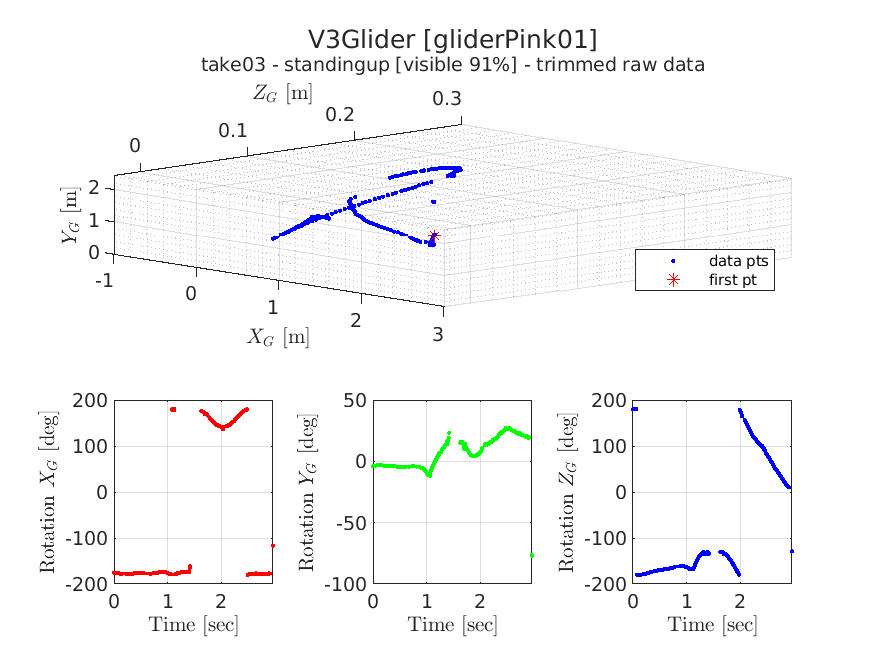 V3Glider [gliderPink01]
take03 - standingup [visible 91%] - trimmed raw data
Z_G [m]
0 0.1 0.2 0.3
Y_G [m]
2
1
0
-1 0 1 2 3
X_G [m]
data pts
first pt
Rotation X_G [deg]
200
100
0
-100
-200
0 1 2
Time [sec]
Rotation Y_G [deg]
50
0
-50
-100
0 1 2
Time [sec]
Rotation Z_G [deg]
200
100
0
-100
-200
0 1 2
Time [sec]